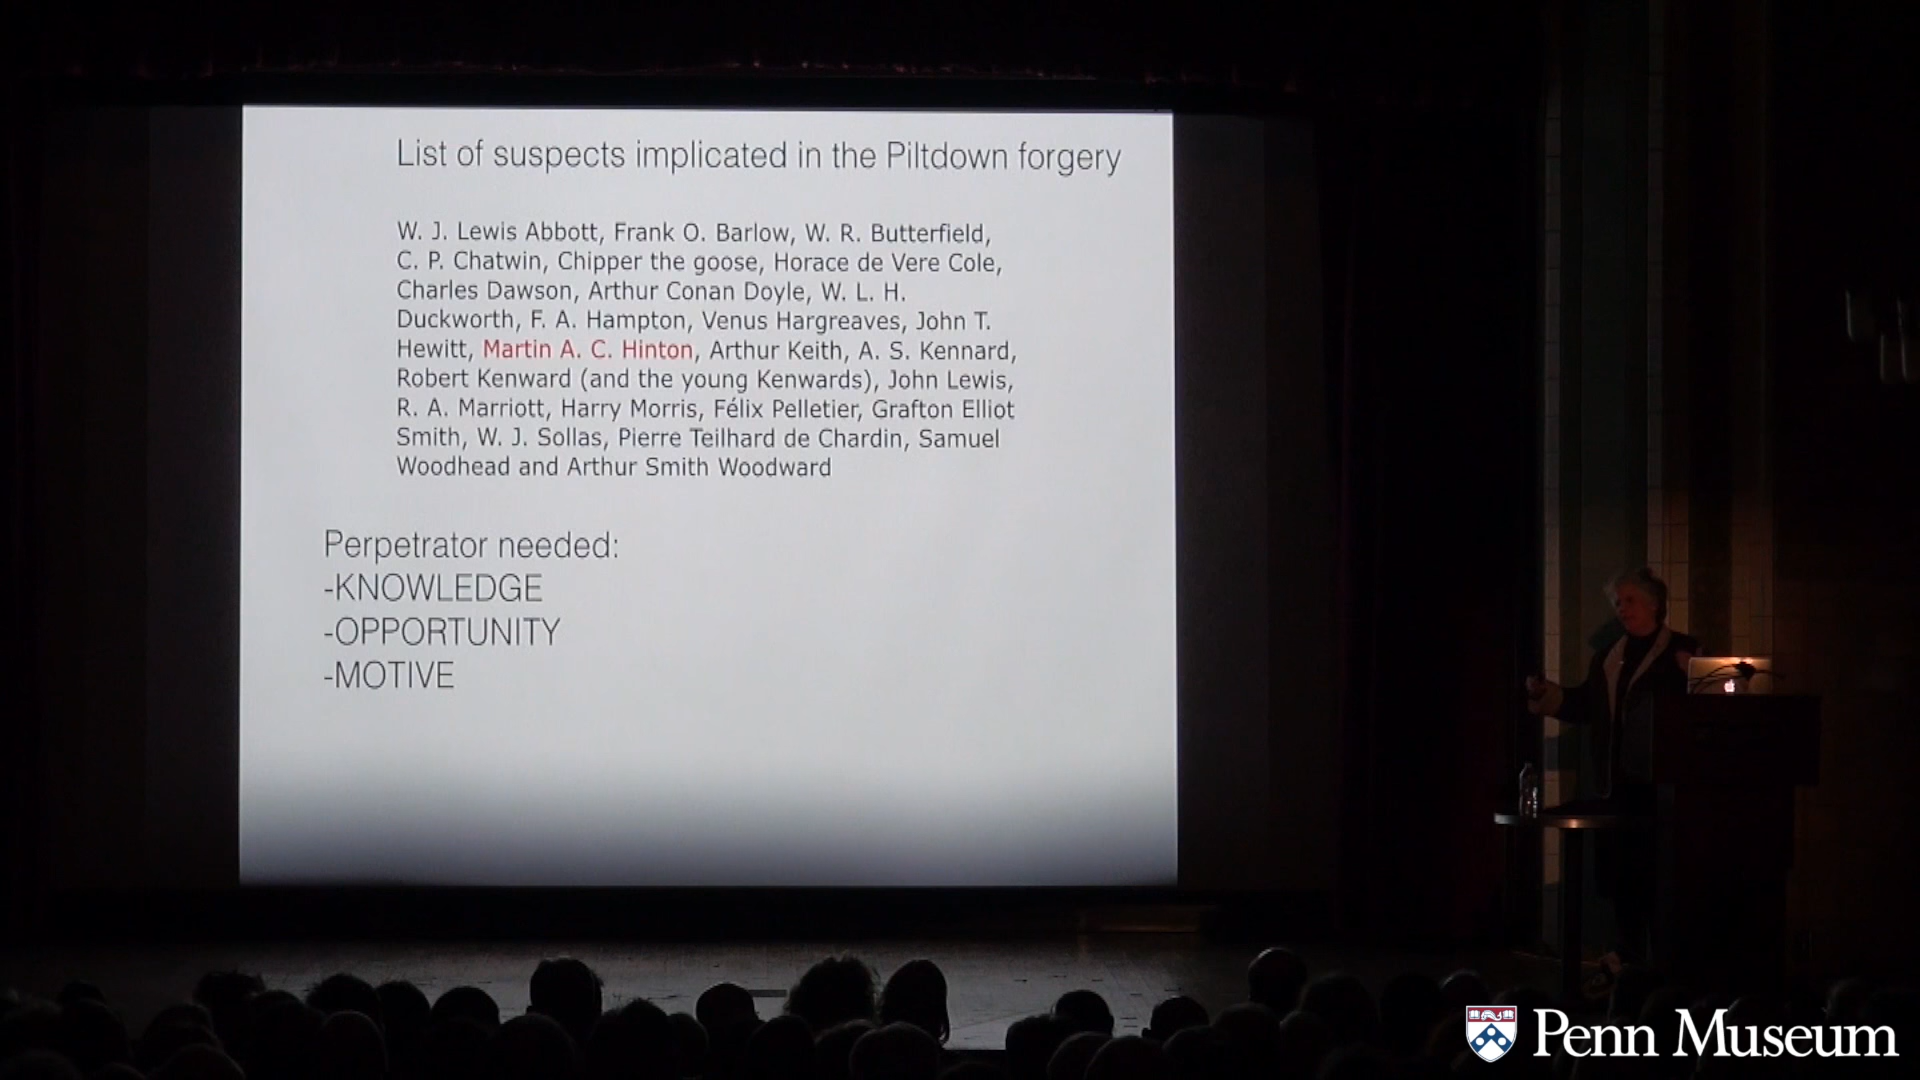 List of suspects implicated in the Piltdown forgery
W. J. Lewis Abbott, Frank O. Barlow, W. R. Butterfield,
C. P. Chatwin, Chipper the goose, Horace de Vere Cole,
Charles Dawson, Arthur Conan Doyle, W. L. H.
Duckworth, F. A. Hampton, Venus Hargreaves, John T.
Hewitt, Martin A. C. Hinton, Arthur Keith, A. S. Kennard,
Robert Kenward (and the young Kenwards), John Lewis,
R. A. Marriott, Harry Morris, Félix Pelletier, Grafton Elliot
Smith, W. J. Sollas, Pierre Teilhard de Chardin, Samuel
Woodhead and Arthur Smith Woodward
Perpetrator needed:
-KNOWLEDGE
-OPPORTUNITY
-MOTIVE
Penn Museum